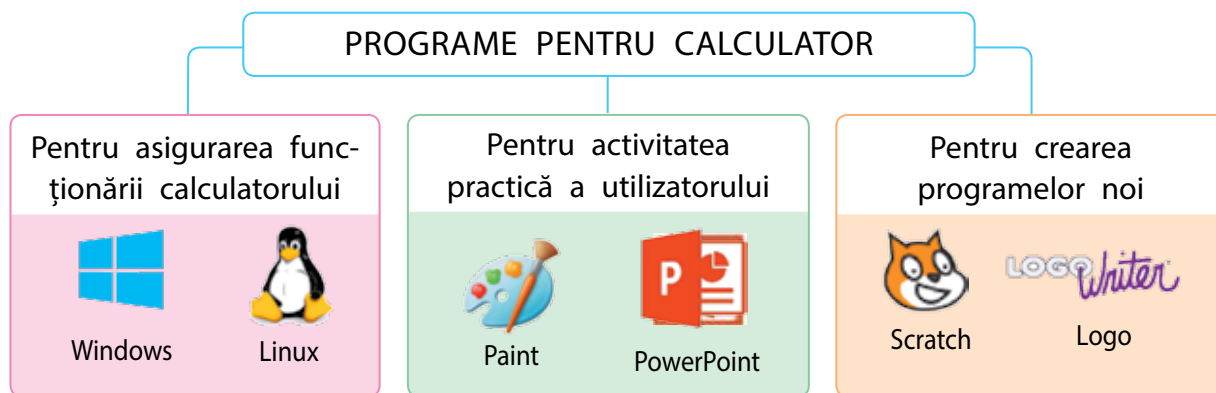 PROGRAME PENTRU CALCULATOR
Pentru asigurarea func-
ționării calculatorului
Windows
Linux
Pentru activitatea
practică a utilizatorului
P
Paint
PowerPoint
Pentru crearea
programelor noi
LOGO Writer
Scratch
Logo